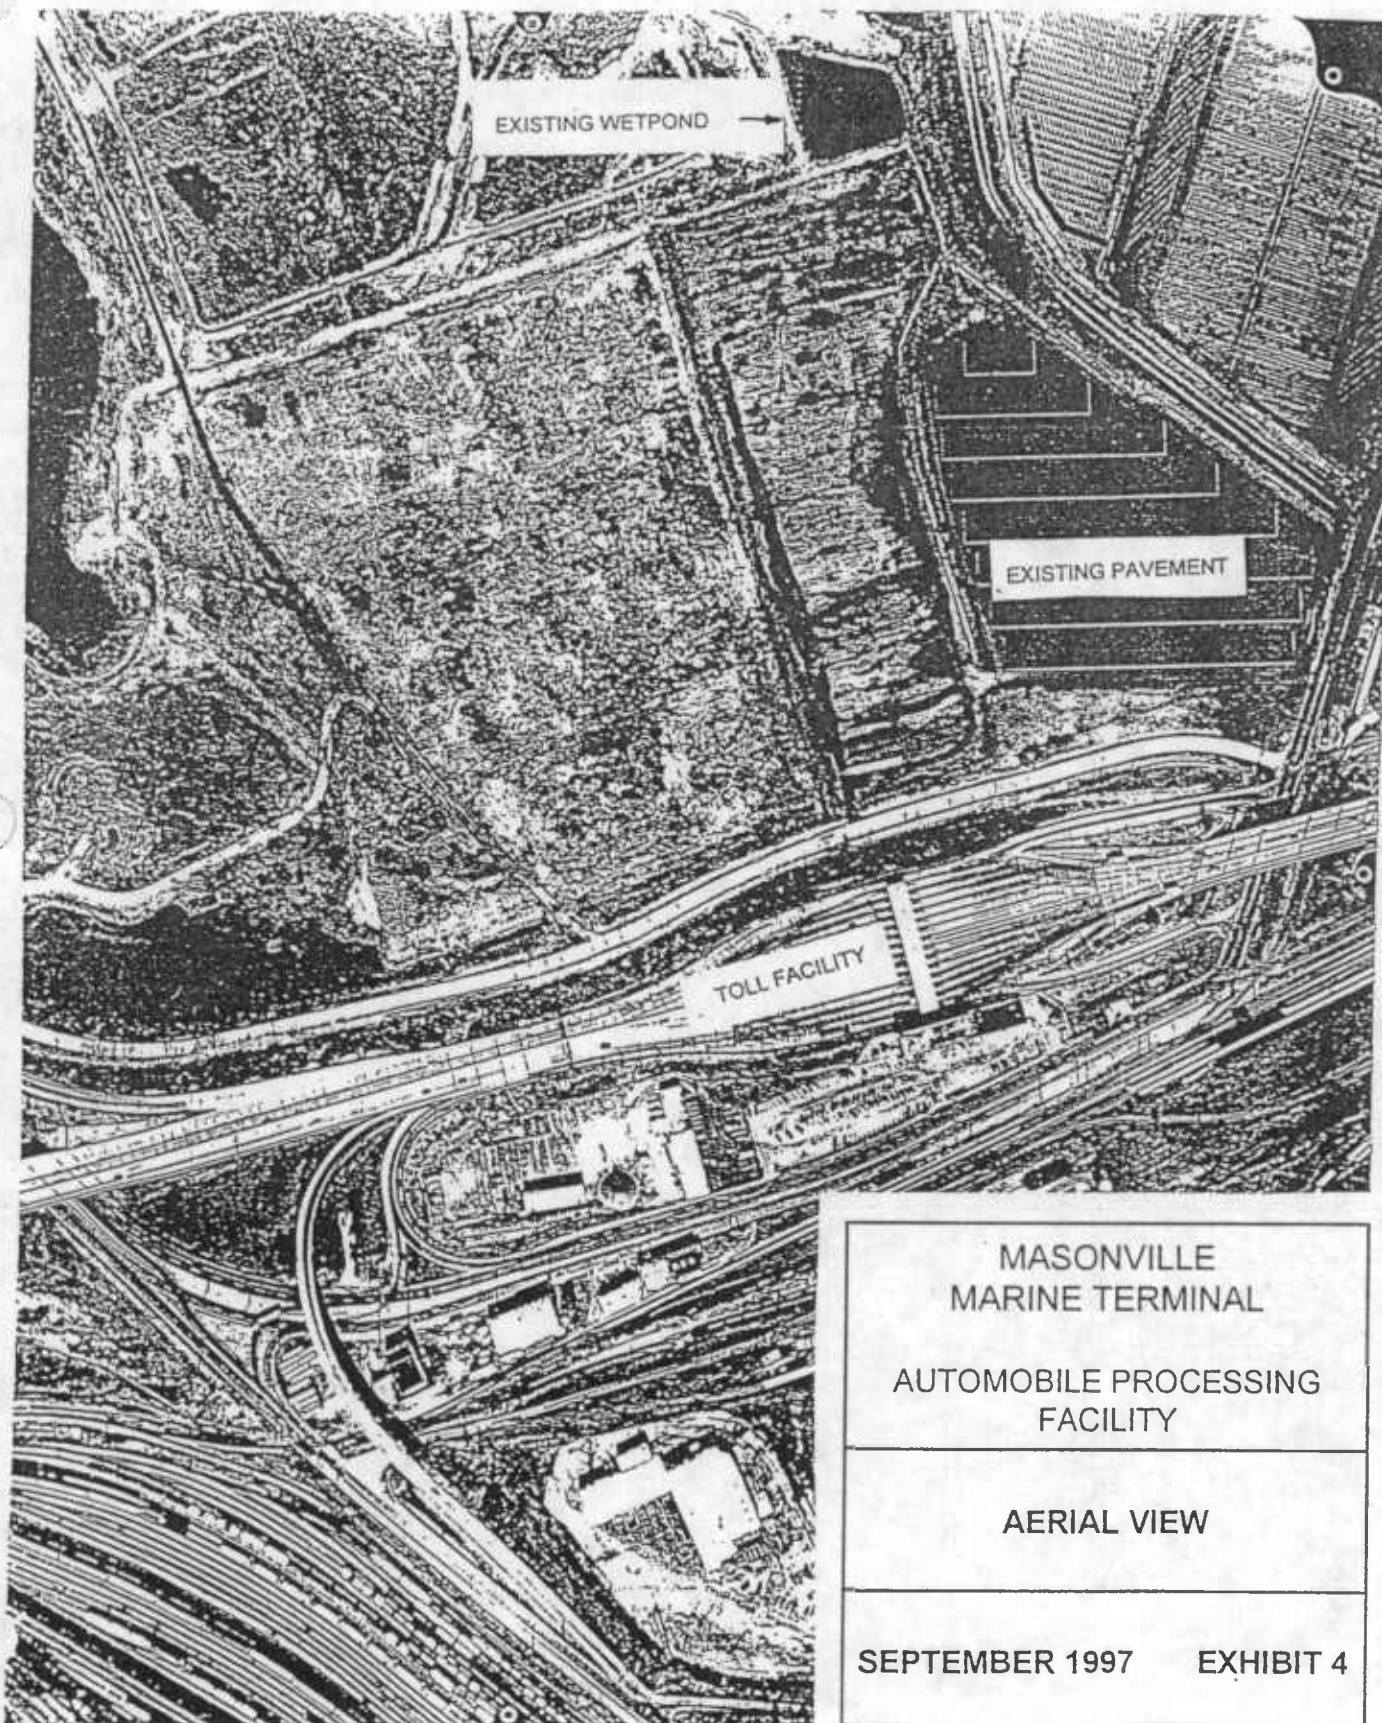 EXISTING WETPOND
EXISTING PAVEMENT
TOLL FACILITY
MASONVILLE
MARINE TERMINAL
AUTOMOBILE PROCESSING
FACILITY
AERIAL VIEW
SEPTEMBER 1997 EXHIBIT 4